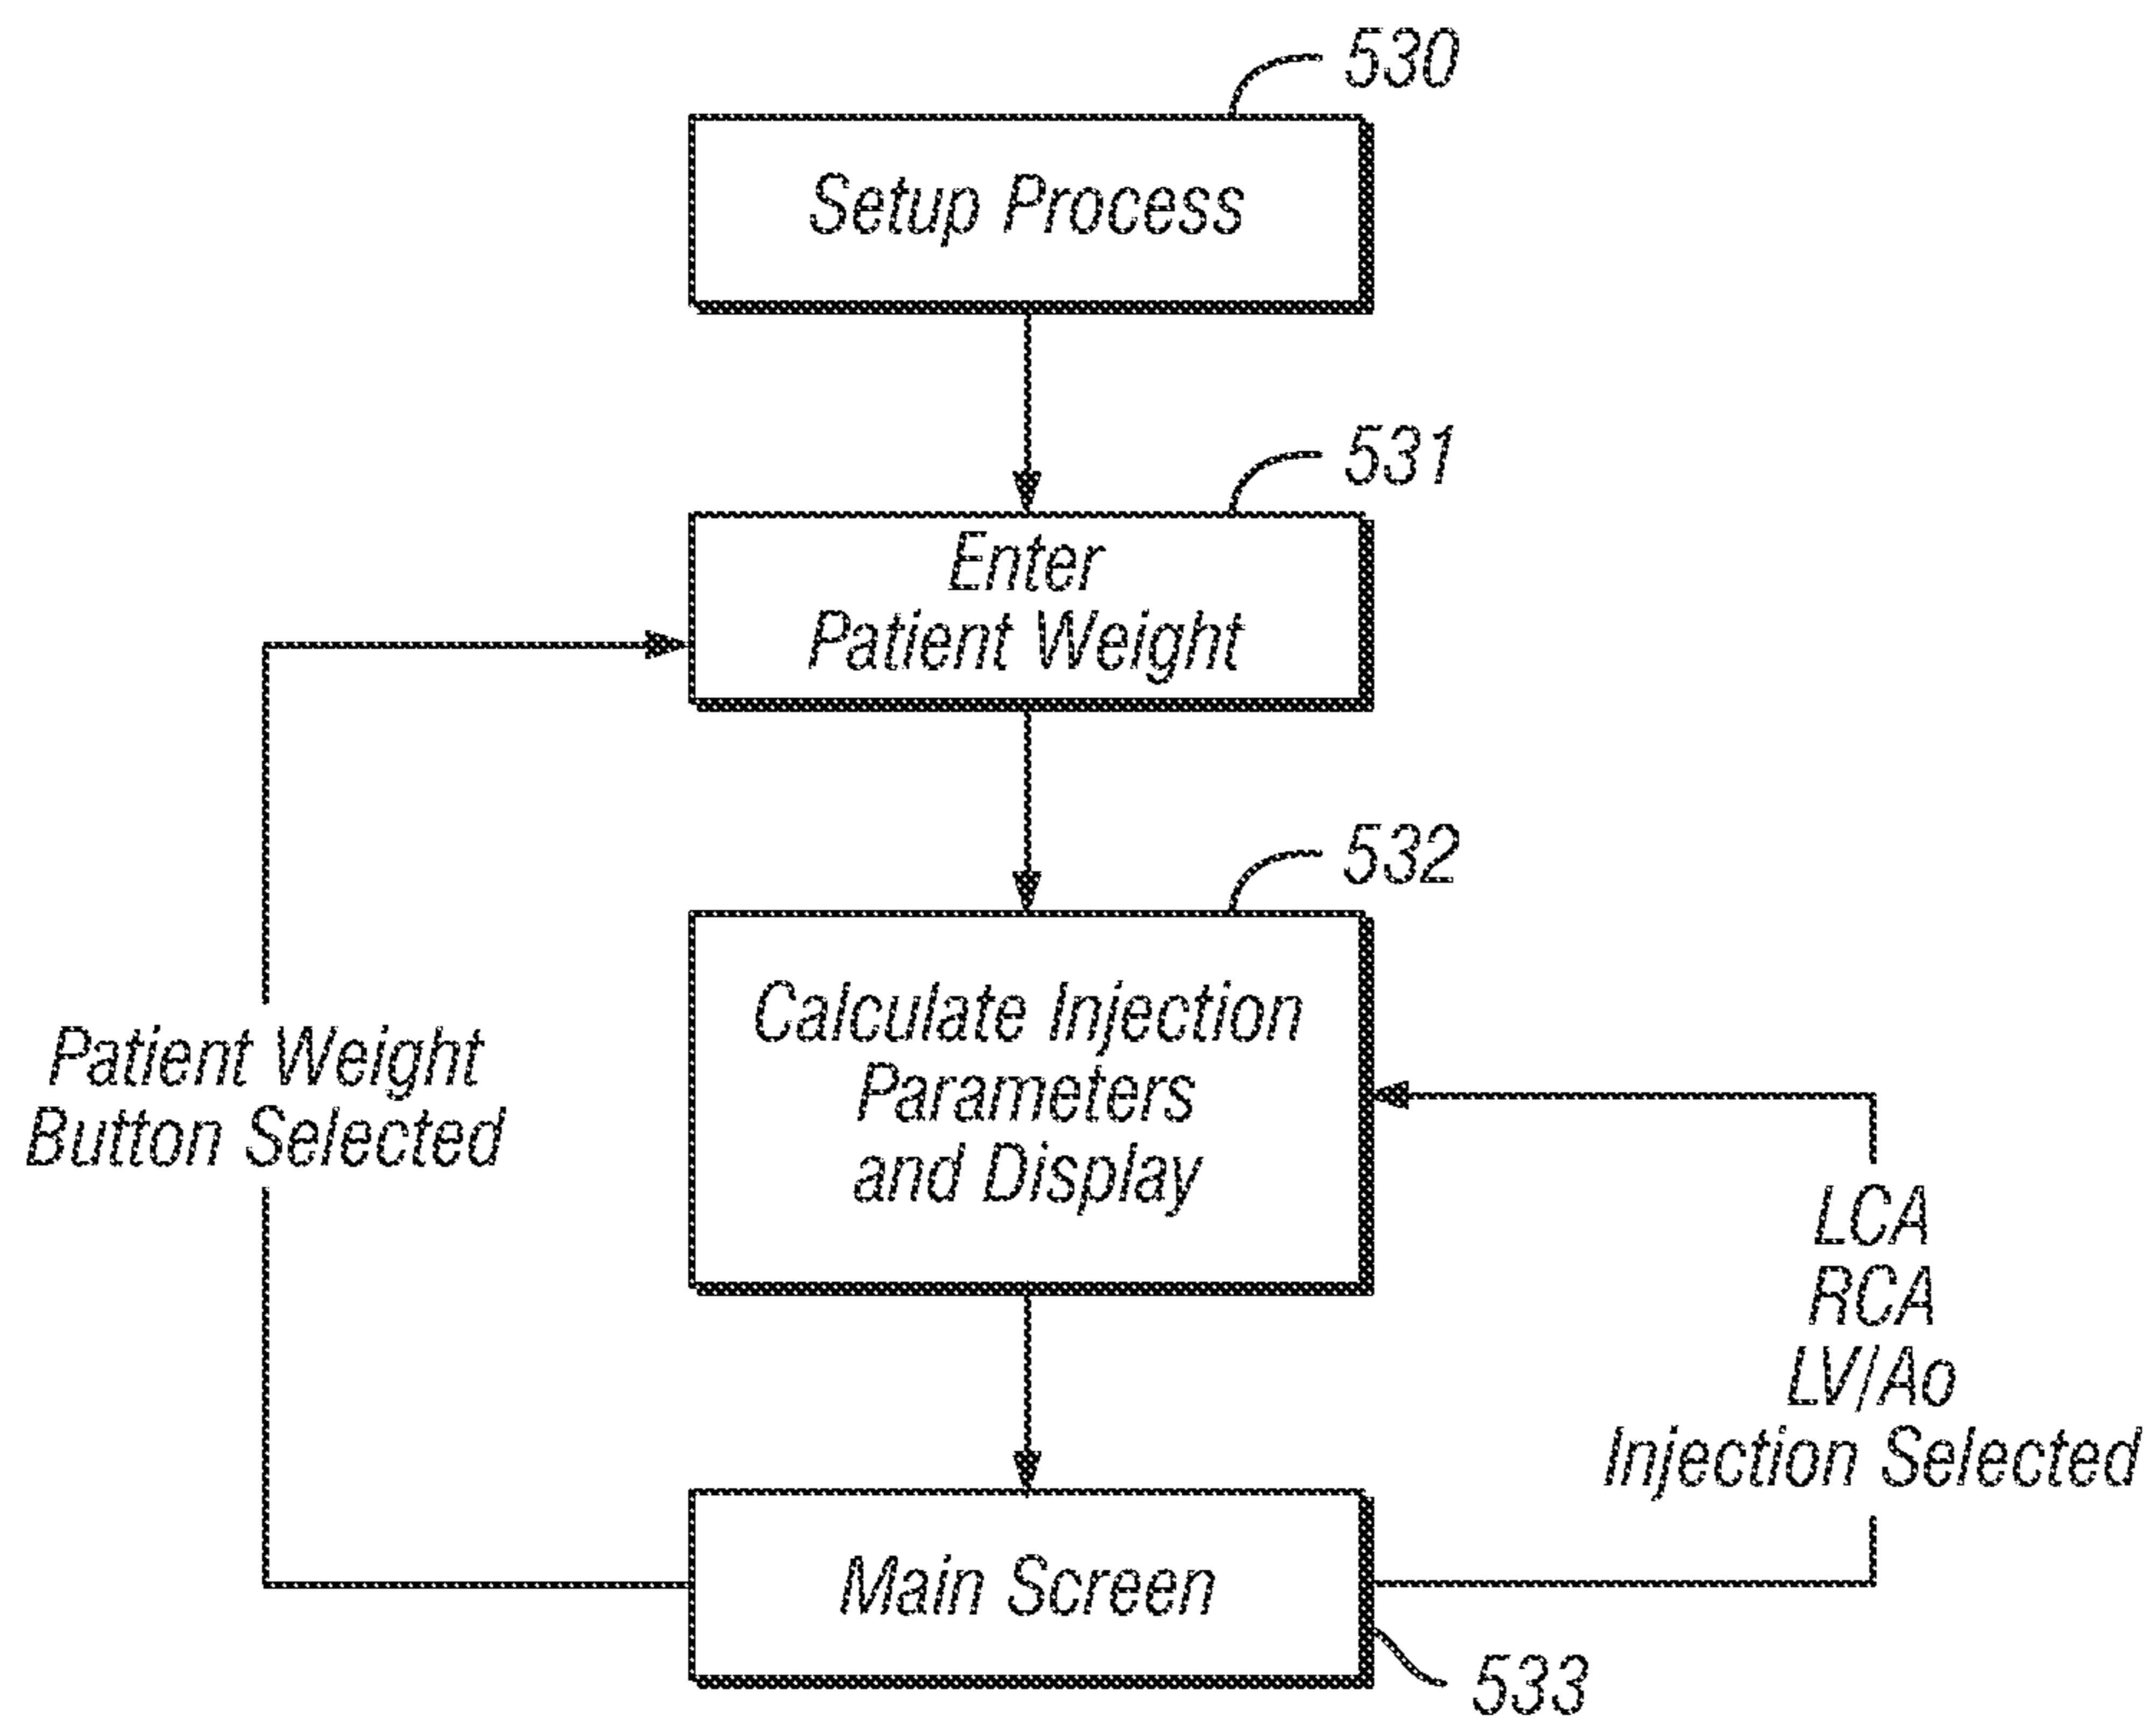 530
Setup Process
531
Enter
Patient Weight
532
Calculate Injection
Parameters
and Display
Patient Weight
Button Selected
LCA
RCA
LV/Ao
Injection Selected
Main Screen
533